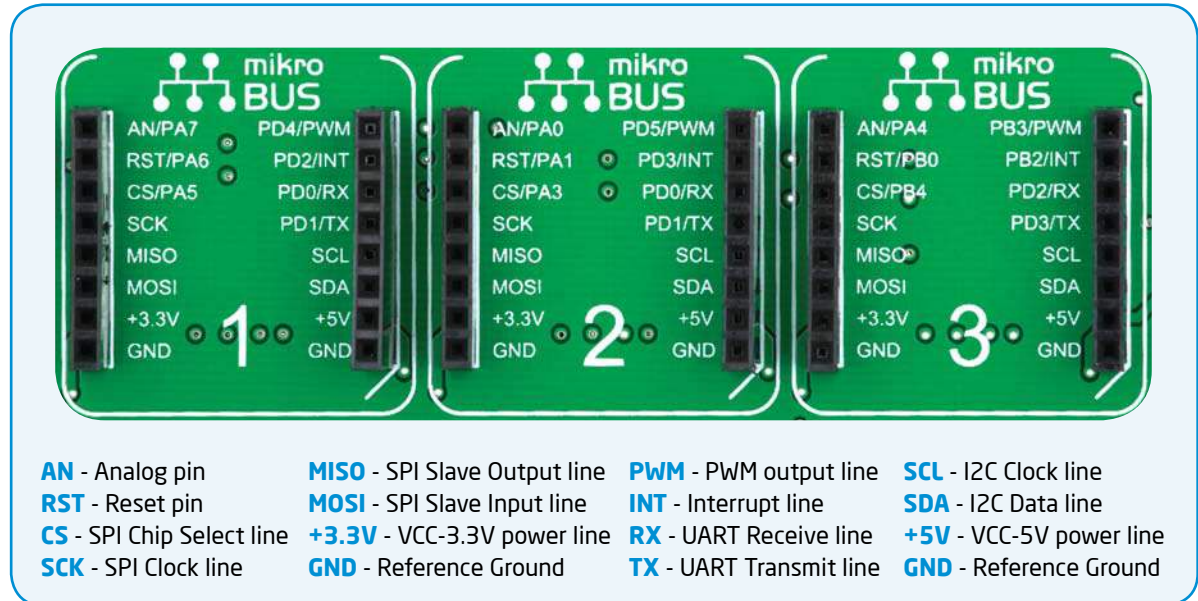 mikro
BUS
AN/PA7 PD4/PWM
RST/PA6 PD2/INT
CS/PA5 PD0/RX
SCK PD1/TX
MISO SCL
MOSI SDA
+3.3V +5V
GND GND
1
mikro
BUS
AN/PA0 PD5/PWM
RST/PA1 PD3/INT
CS/PA3 PD0/RX
SCK PD1/TX
MISO SCL
MOSI SDA
+3.3V +5V
GND GND
2
mikro
BUS
AN/PA4 PB3/PWM
RST/PB0 PB2/INT
CS/PB4 PD2/RX
SCK PD3/TX
MISO SCL
MOSI SDA
+3.3V +5V
GND GND
3
AN - Analog pin
RST - Reset pin
CS - SPI Chip Select line
SCK - SPI Clock line
MISO - SPI Slave Output line
MOSI - SPI Slave Input line
+3.3V - VCC-3.3V power line
GND - Reference Ground
PWM - PWM output line
INT - Interrupt line
RX - UART Receive line
TX - UART Transmit line
SCL - I2C Clock line
SDA - I2C Data line
+5V - VCC-5V power line
GND - Reference Ground